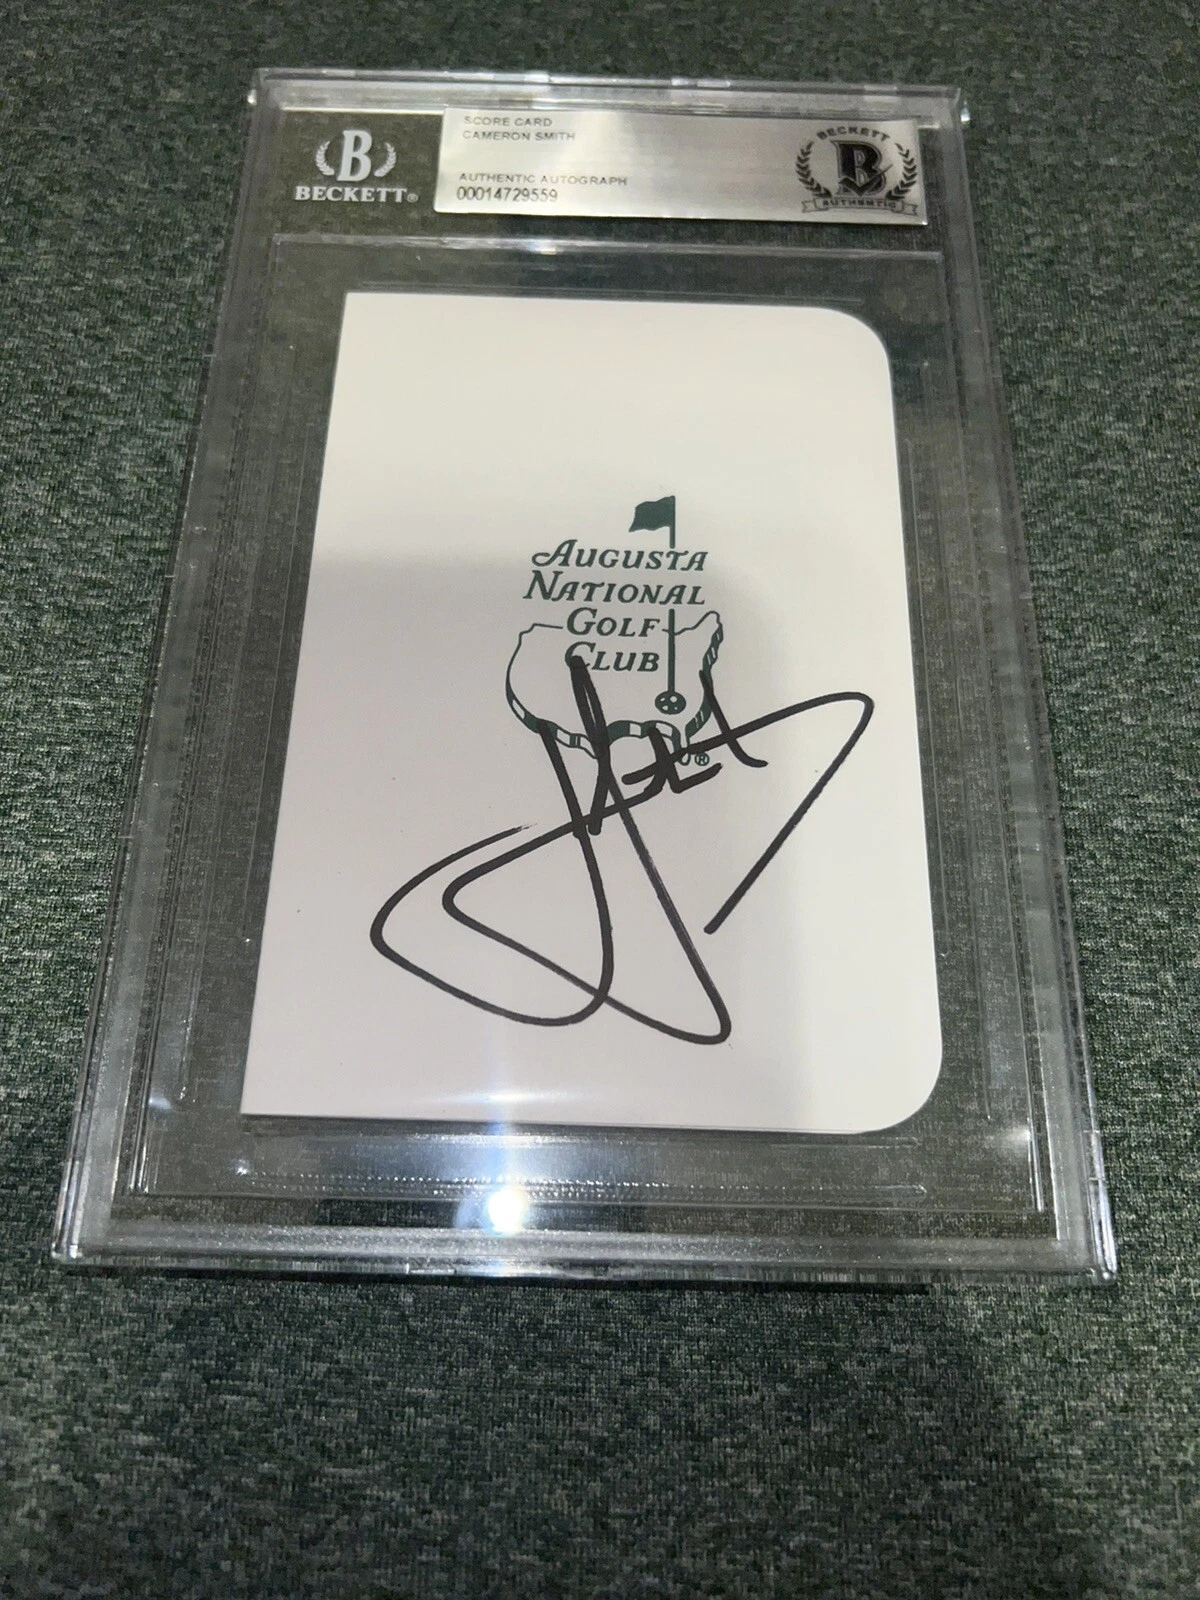 B
BECKETT®
SCORE CARD
CAMERON SMITH
AUTHENTIC AUTOGRAPH
00014729559
BECKETT
B
AUTHENTIC
AUGUSTA
NATIONAL
GOLF
CLUB
®